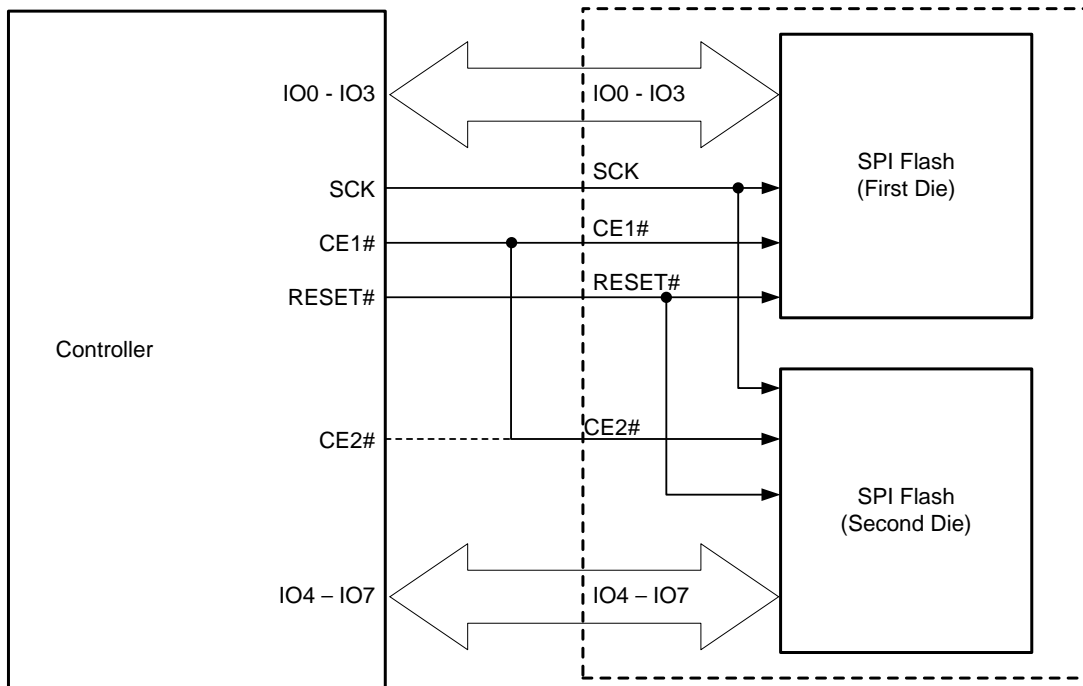 IO0 - IO3
SCK
CE1#
RESET#
Controller
CE2#
IO4 – IO7
IO0 - IO3
SCK
CE1#
RESET#
CE2#
IO4 – IO7
SPI Flash
(First Die)
SPI Flash
(Second Die)